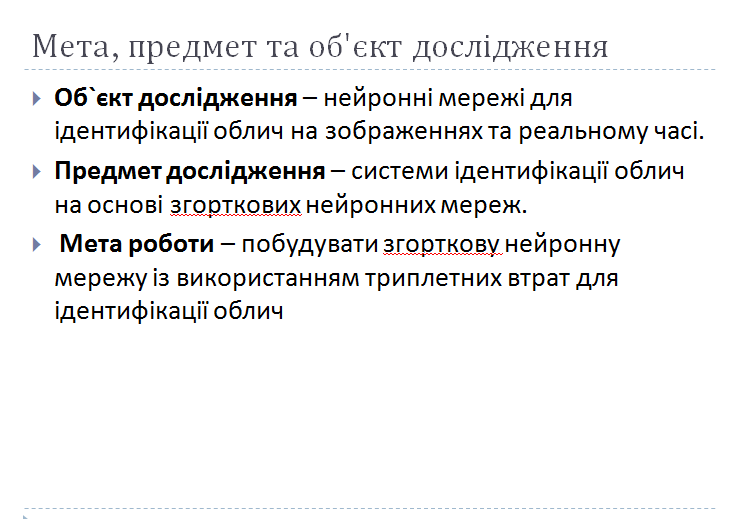 Мета, предмет та об'єкт дослідження
Об`єкт дослідження – нейронні мережі для
ідентифікації облич на зображеннях та реальному часі.
Предмет дослідження – системи ідентифікації облич
на основі згорткових нейронних мереж.
Мета роботи – побудувати згорткову нейронну
мережу із використанням триплетних втрат для
ідентифікації облич